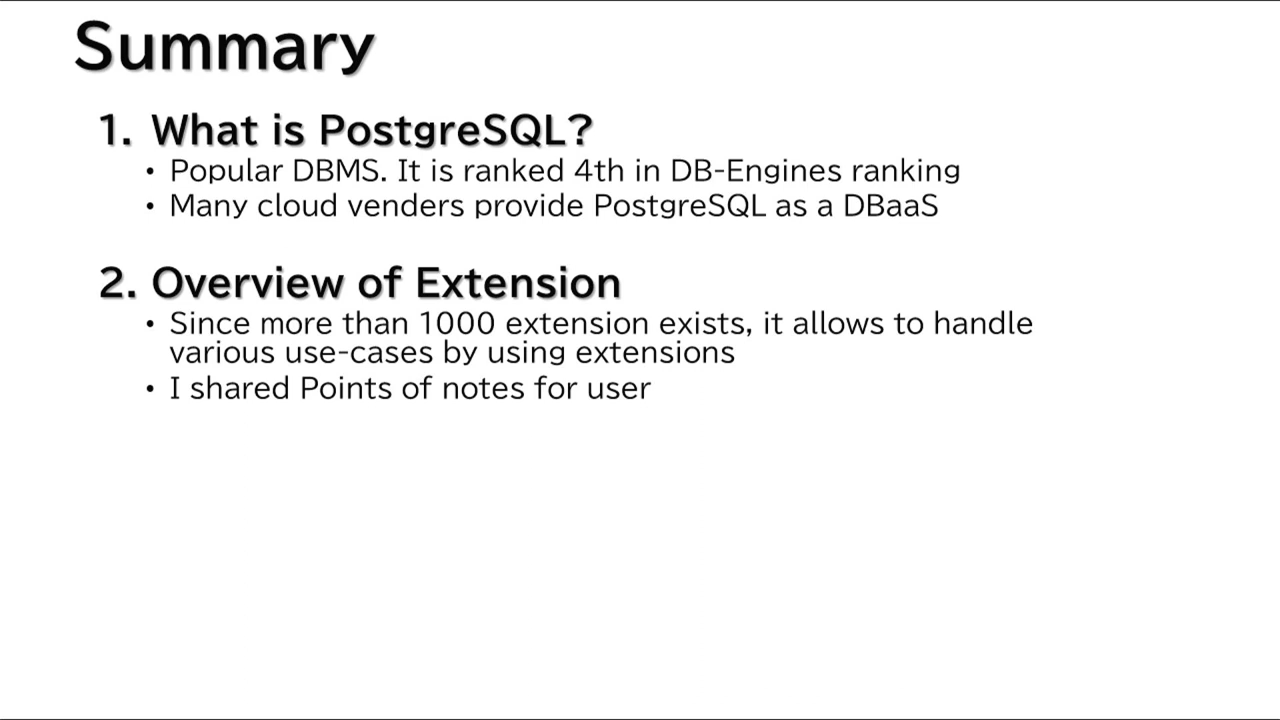 Summary
1. What is PostgreSQL?
• Popular DBMS. It is ranked 4th in DB-Engines ranking
• Many cloud venders provide PostgreSQL as a DBaaS
2. Overview of Extension
• Since more than 1000 extension exists, it allows to handle
various use-cases by using extensions
• I shared Points of notes for user